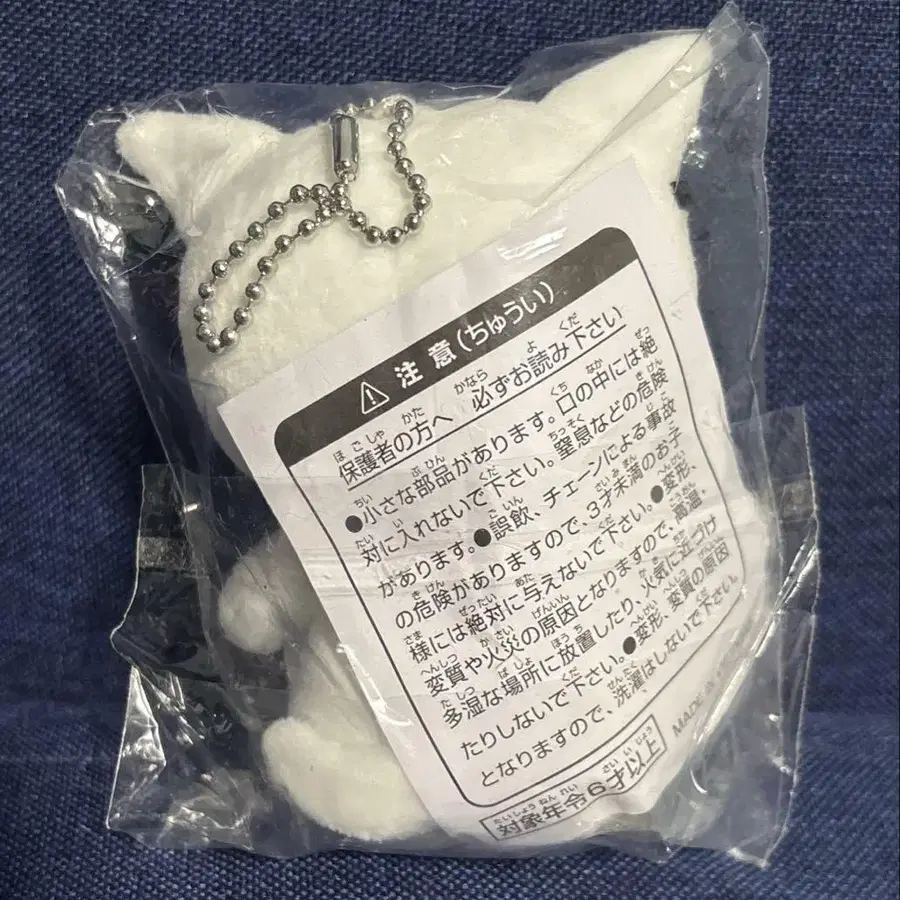 注意(ちゅうい)
保護者の方へ 必ずお読み下さい
●小さな部品があります。口の中には絶
対に入れないで下さい。窒息などの危険
があります。●誤飲、チェーンによる事故
の危険がありますので、3才未満のお子
様には絶対に与えないで下さい。●変形、
変質や火災の原因となりますので、高温、
多湿な場所に放置したり、火気に近づけ
たりしないで下さい。●変形、変質の原因
となりますので、洗濯はしないで下さい。
対象年令6才以上
MADE IN